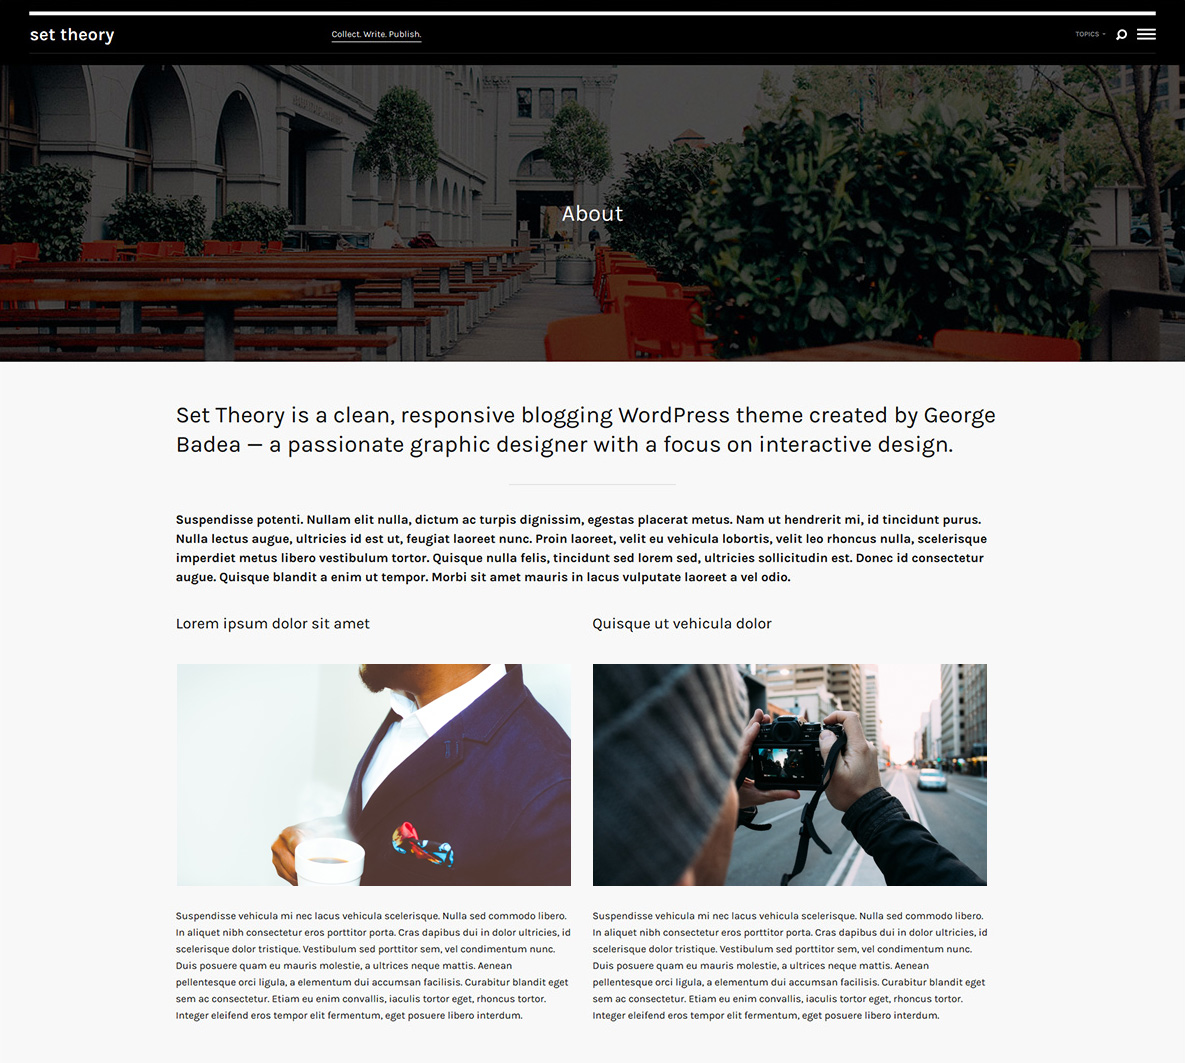 set theory
Collect. Write. Publish.
TOPICS
About
Set Theory is a clean, responsive blogging WordPress theme created by George
Badea — a passionate graphic designer with a focus on interactive design.
Suspendisse potenti. Nullam elit nulla, dictum ac turpis dignissim, egestas placerat metus. Nam ut hendrerit mi, id tincidunt purus.
Nulla lectus augue, ultricies id est ut, feugiat laoreet nunc. Proin laoreet, velit eu vehicula lobortis, velit leo rhoncus nulla, scelerisque
imperdiet metus libero vestibulum tortor. Quisque nulla felis, tincidunt sed lorem sed, ultricies sollicitudin est. Donec id consectetur
augue. Quisque blandit a enim ut tempor. Morbi sit amet mauris in lacus vulputate laoreet a vel odio.
Lorem ipsum dolor sit amet
Suspendisse vehicula mi nec lacus vehicula scelerisque. Nulla sed commodo libero.
In aliquet nibh consectetur eros porttitor porta. Cras dapibus dui in dolor ultricies, id
scelerisque dolor tristique. Vestibulum sed porttitor sem, vel condimentum nunc.
Duis posuere quam eu mauris molestie, a ultrices neque mattis. Aenean
pellentesque orci ligula, a elementum dui accumsan facilisis. Curabitur blandit eget
sem ac consectetur. Etiam eu enim convallis, iaculis tortor eget, rhoncus tortor.
Integer eleifend eros tempor elit fermentum, eget posuere libero interdum.
Quisque ut vehicula dolor
Suspendisse vehicula mi nec lacus vehicula scelerisque. Nulla sed commodo libero.
In aliquet nibh consectetur eros porttitor porta. Cras dapibus dui in dolor ultricies, id
scelerisque dolor tristique. Vestibulum sed porttitor sem, vel condimentum nunc.
Duis posuere quam eu mauris molestie, a ultrices neque mattis. Aenean
pellentesque orci ligula, a elementum dui accumsan facilisis. Curabitur blandit eget
sem ac consectetur. Etiam eu enim convallis, iaculis tortor eget, rhoncus tortor.
Integer eleifend eros tempor elit fermentum, eget posuere libero interdum.